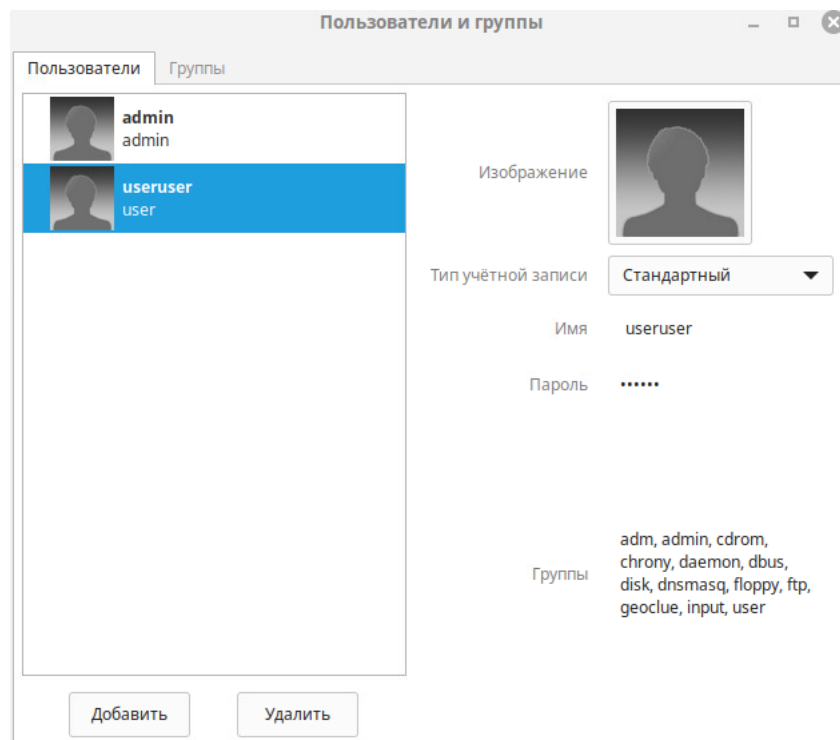 Пользователи и группы
Пользователи
Группы
admin
admin
useruser
user
Изображение
Тип учётной записи
Стандартный
Имя
useruser
Пароль
••••••
Группы
adm, admin, cdrom,
chrony, daemon, dbus,
disk, dnsmasq, floppy, ftp,
geoclue, input, user
Добавить
Удалить